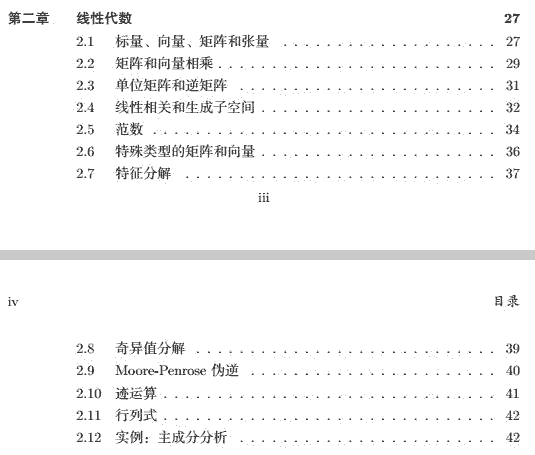 第二章 线性代数 27
2.1 标量、向量、矩阵和张量 . . . . . . . . . . . . . . . . . . . . 27
2.2 矩阵和向量相乘 . . . . . . . . . . . . . . . . . . . . . . . . . . 29
2.3 单位矩阵和逆矩阵 . . . . . . . . . . . . . . . . . . . . . . . . 31
2.4 线性相关和生成子空间 . . . . . . . . . . . . . . . . . . . . . . 32
2.5 范数 . . . . . . . . . . . . . . . . . . . . . . . . . . . . . . . . 34
2.6 特殊类型的矩阵和向量 . . . . . . . . . . . . . . . . . . . . . . 36
2.7 特征分解 . . . . . . . . . . . . . . . . . . . . . . . . . . . . . 37
iii
iv 目录
2.8 奇异值分解 . . . . . . . . . . . . . . . . . . . . . . . . . . . . 39
2.9 Moore-Penrose 伪逆 . . . . . . . . . . . . . . . . . . . . . . . 40
2.10 迹运算 . . . . . . . . . . . . . . . . . . . . . . . . . . . . . . . 41
2.11 行列式 . . . . . . . . . . . . . . . . . . . . . . . . . . . . . . . 42
2.12 实例：主成分分析 . . . . . . . . . . . . . . . . . . . . . . . . 42